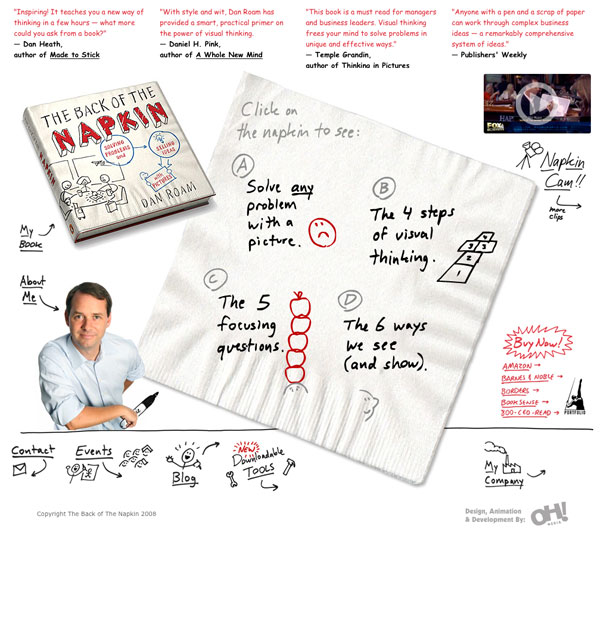 "Inspiring! It teaches you a new way of
thinking in a few hours — what more
could you ask from a book?"
— Dan Heath,
author of Made to Stick
"With style and wit, Dan Roam has
provided a smart, practical primer on
the power of visual thinking.
— Daniel H. Pink,
author of A Whole New Mind
"This book is a must read for managers
and business leaders. Visual thinking
frees your mind to solve problems in
unique and effective ways."
— Temple Grandin,
author of Thinking in Pictures
"Anyone with a pen and a scrap of paper
can work through complex business
ideas — a remarkably comprehensive
system of ideas."
— Publishers' Weekly
THE BACK OF THE
NAPKIN
SOLVING
PROBLEMS
and
SELLING
IDEAS
with
PICTURES
DAN ROAM
NAPKIN
My
Book
Click on
the napkin to see:
A
Solve any
problem
with a
picture.
B
The 4 steps
of visual
thinking.
4
3 3
2
1
C
The 5
focusing
questions.
D
The 6 ways
we see
(and show).
FOX
Napkin
Cam!!
more
clips
About
Me
Buy Now!
AMAZON
BARNES & NOBLE
BORDERS
BOOK SENSE
800-CEO-READ
PORTFOLIO
Contact
Events
Blog
NEW
Downloadable
TOOLS
My
Company
Copyright The Back of The Napkin 2008
Design, Animation
& Development By:
OH!
MEDIA